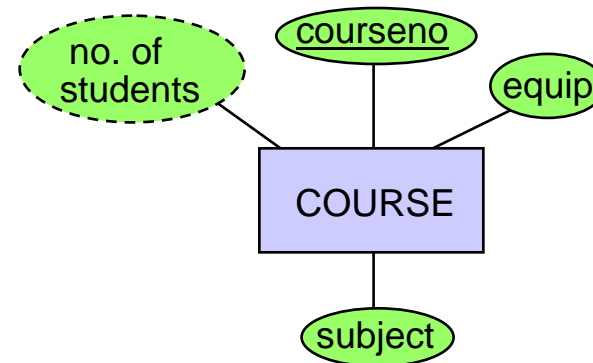 no. of
students
courseno
equip
COURSE
subject